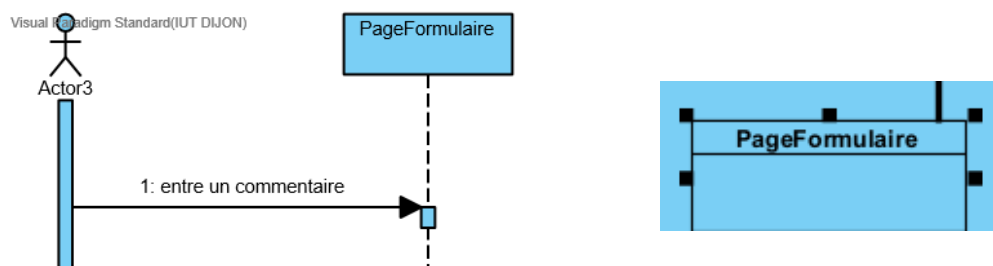 Visual Paradigm Standard(IUT DIJON)
PageFormulaire
Actor3
1: entre un commentaire
PageFormulaire